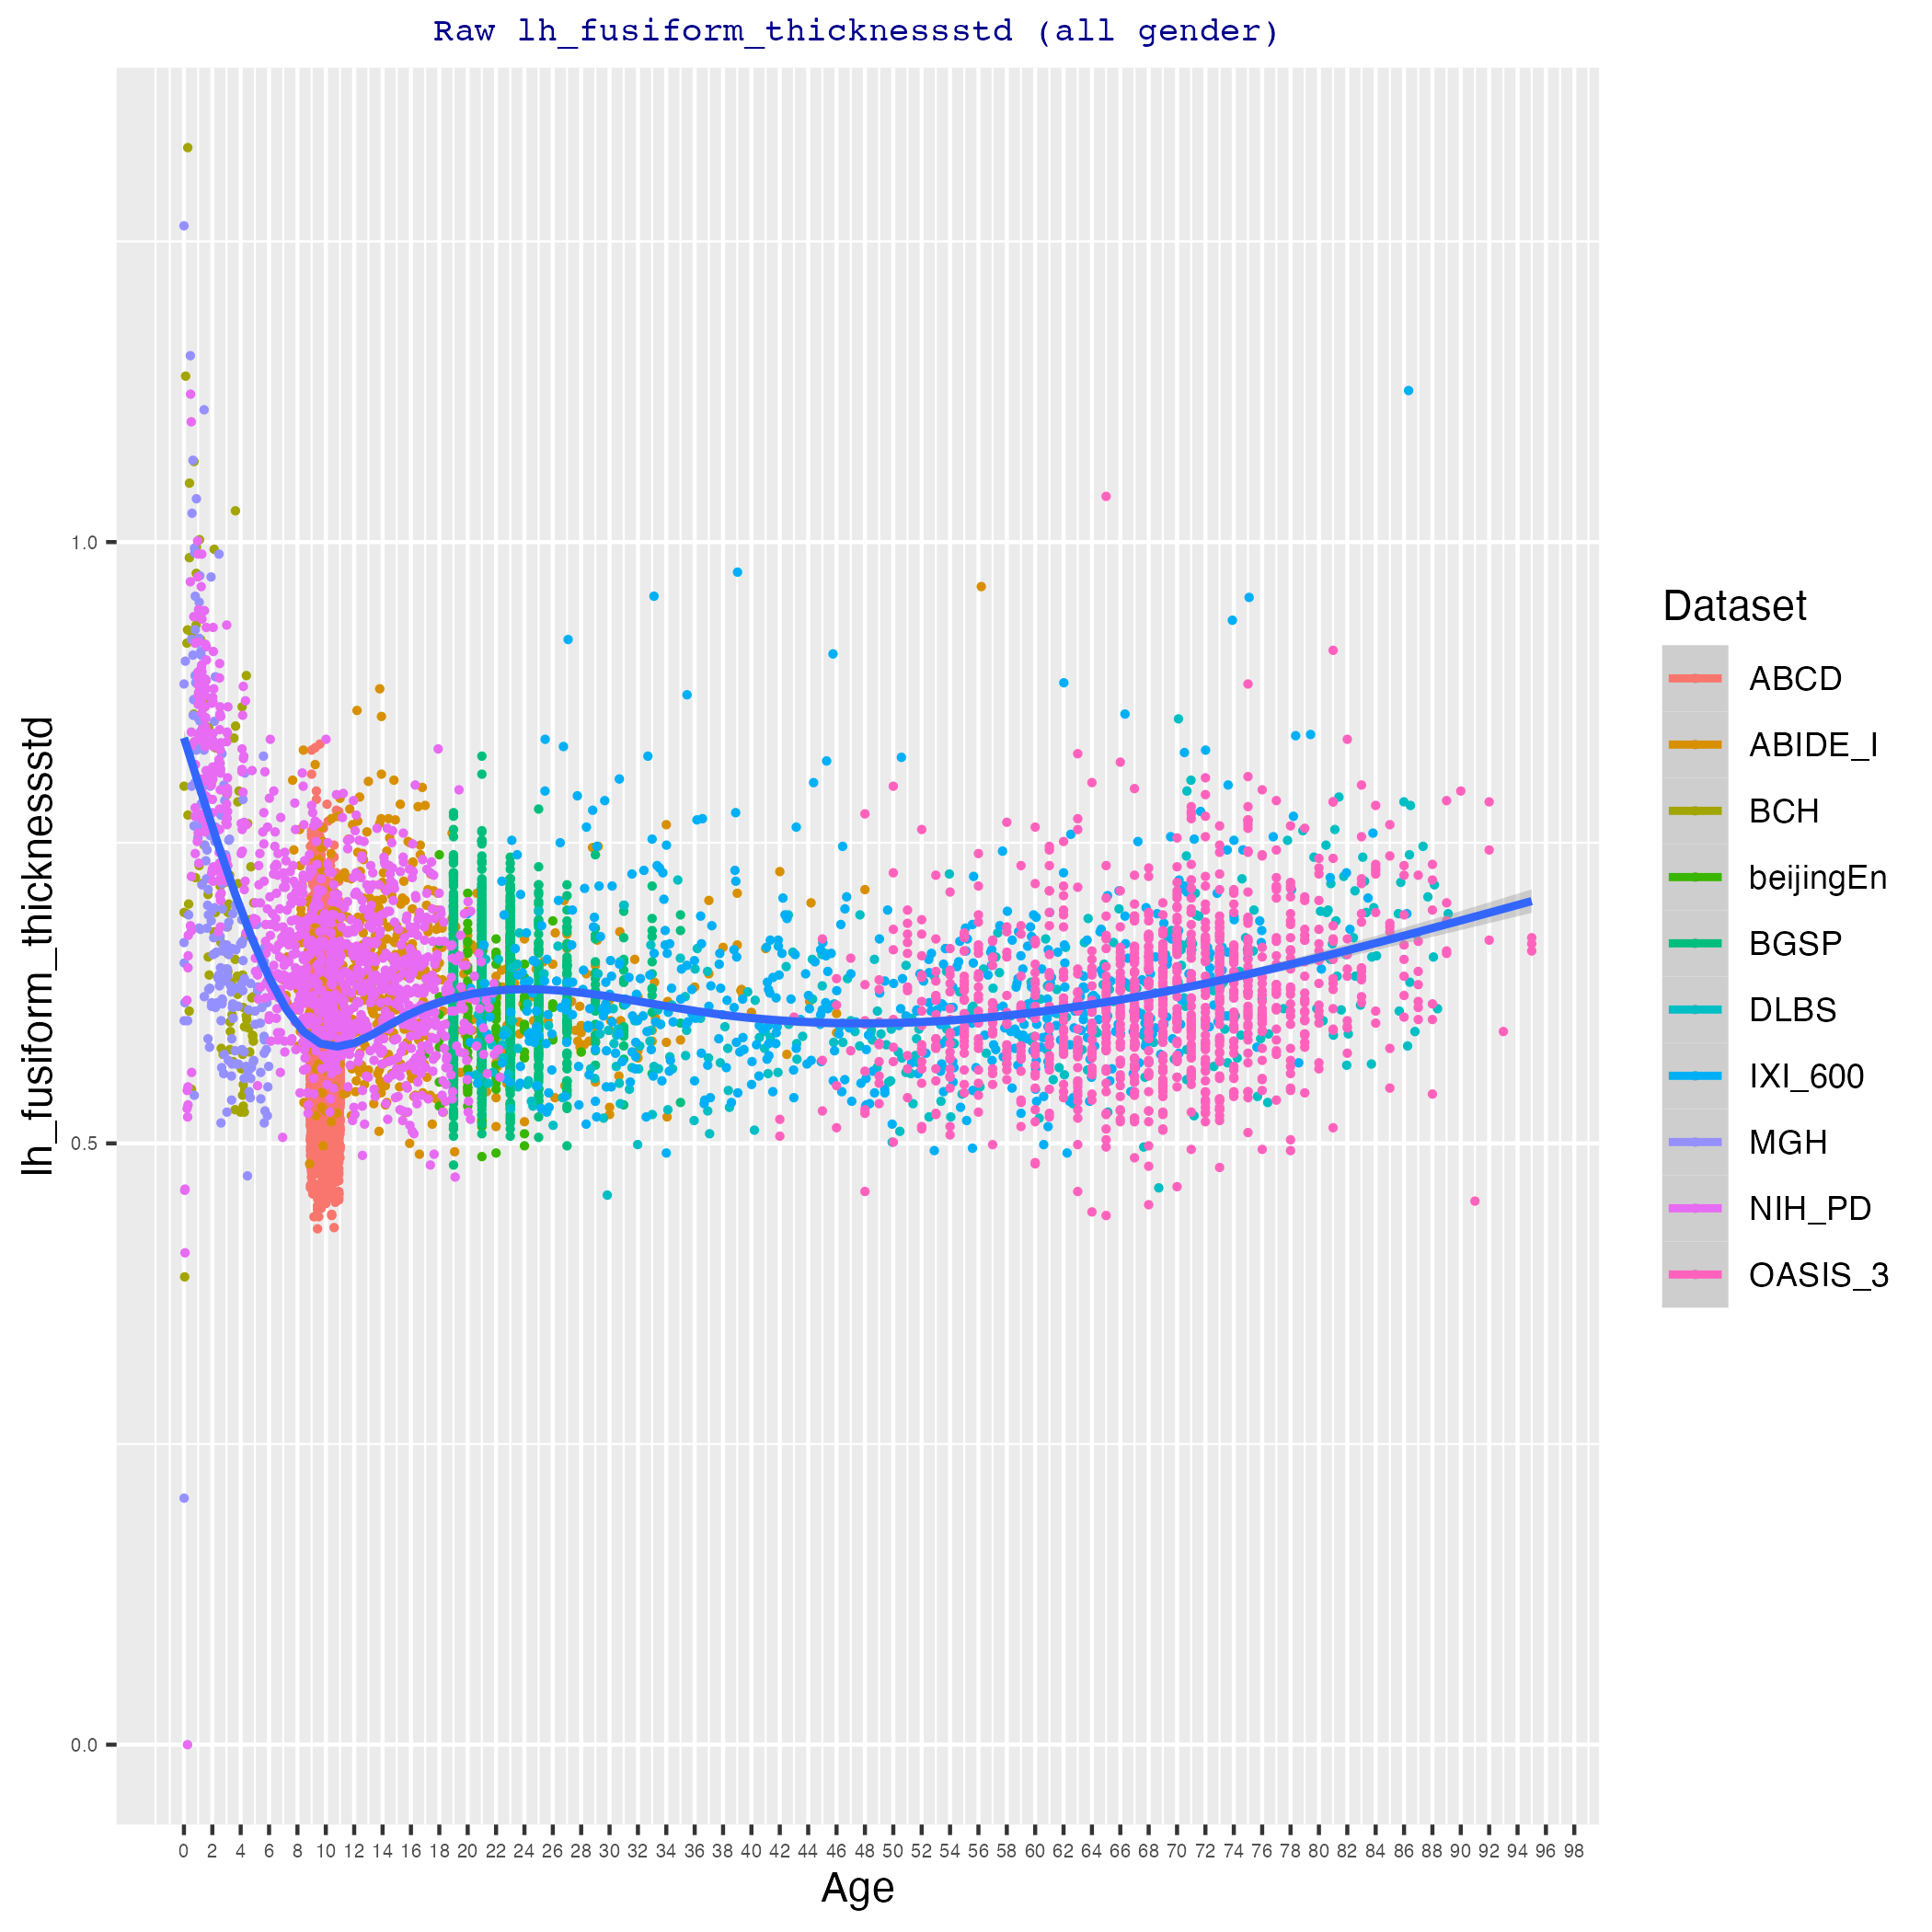 Raw lh_fusiform_thicknessstd (all gender)
lh_fusiform_thicknessstd
1.0
0.5
0.0
0 2 4 6 8 10 12 14 16 18 20 22 24 26 28 30 32 34 36 38 40 42 44 46 48 50 52 54 56 58 60 62 64 66 68 70 72 74 76 78 80 82 84 86 88 90 92 94 96 98
Age
Dataset
ABCD
ABIDE_I
BCH
beijingEn
BGSP
DLBS
IXI_600
MGH
NIH_PD
OASIS_3